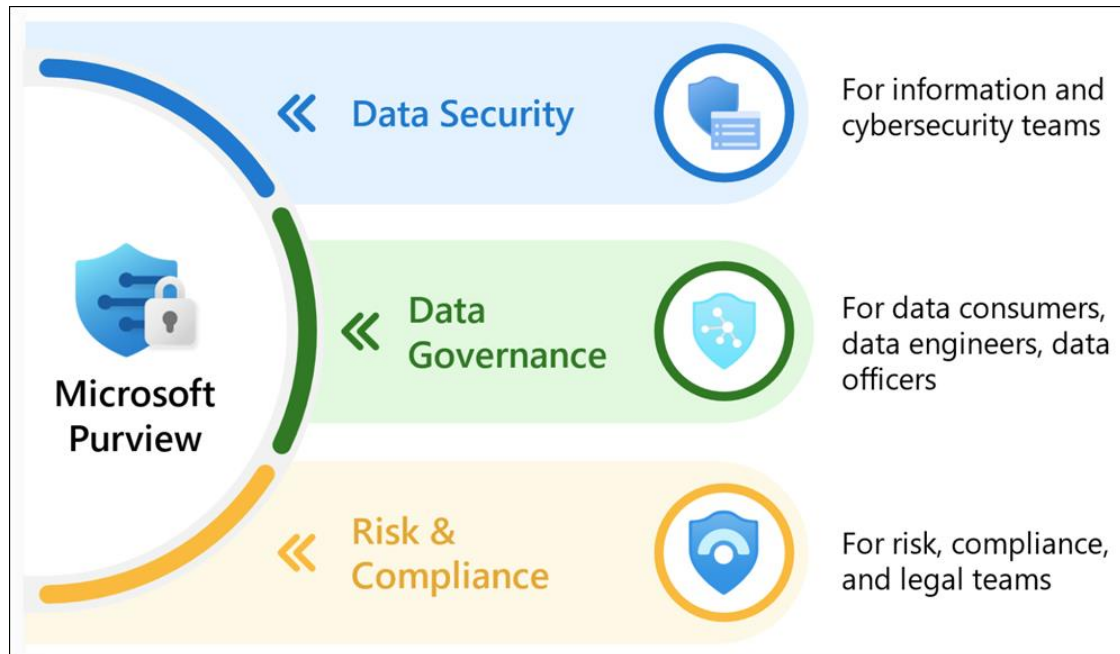 Data Security
For information and
cybersecurity teams
Microsoft
Purview
Data
Governance
For data consumers,
data engineers, data
officers
Risk &
Compliance
For risk, compliance,
and legal teams